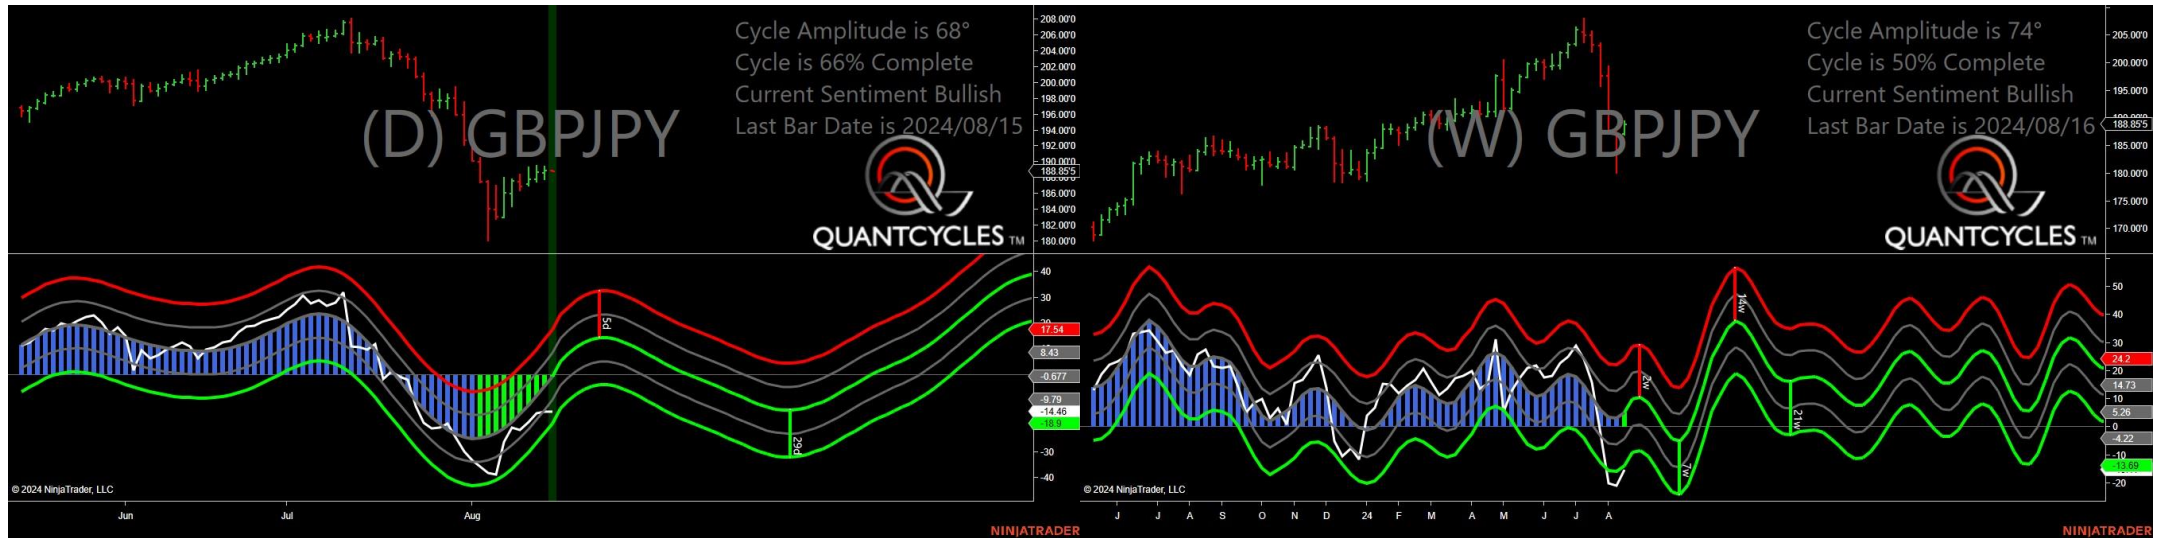 Cycle Amplitude is 68°
Cycle is 66% Complete
Current Sentiment Bullish
Last Bar Date is 2024/08/15
(D) GBPJPY
QUANTCYCLES TM
208.00'0
206.00'0
204.00'0
202.00'0
200.00'0
198.00'0
196.00'0
194.00'0
192.00'0
190.00'0
188.85'5
186.00'0
184.00'0
182.00'0
180.00'0
5d
29d
40
30
17.54
8.43
-0.677
-9.79
-14.46
-18.9
-30
-40
© 2024 NinjaTrader, LLC
Jun
Jul
Aug
NINJATRADER
Cycle Amplitude is 74°
Cycle is 50% Complete
Current Sentiment Bullish
Last Bar Date is 2024/08/16
(W) GBPJPY
QUANTCYCLES TM
205.00'0
200.00'0
195.00'0
188.85'5
185.00'0
180.00'0
175.00'0
170.00'0
2w
7w
14w
21w
50
40
30
24.2
20
14.73
10
5.26
0
-4.22
-10
-13.69
-20
© 2024 NinjaTrader, LLC
J J A S O N D 24 F M A M J J A
NINJATRADER